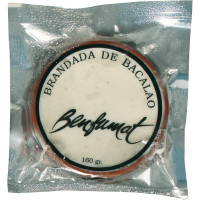 BRANDADA DE BACALAO
Benfumat
160 gr.